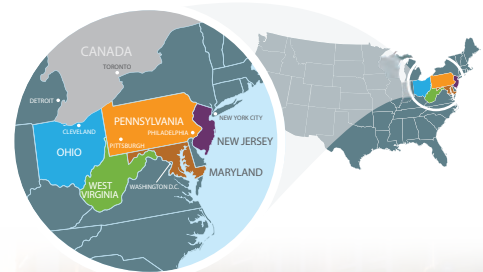 CANADA
TORONTO
DETROIT
CLEVELAND
PENNSYLVANIA
NEW YORK CITY
PHILADELPHIA
PITTSBURGH
NEW JERSEY
OHIO
MARYLAND
WEST
VIRGINIA
WASHINGTON D.C.